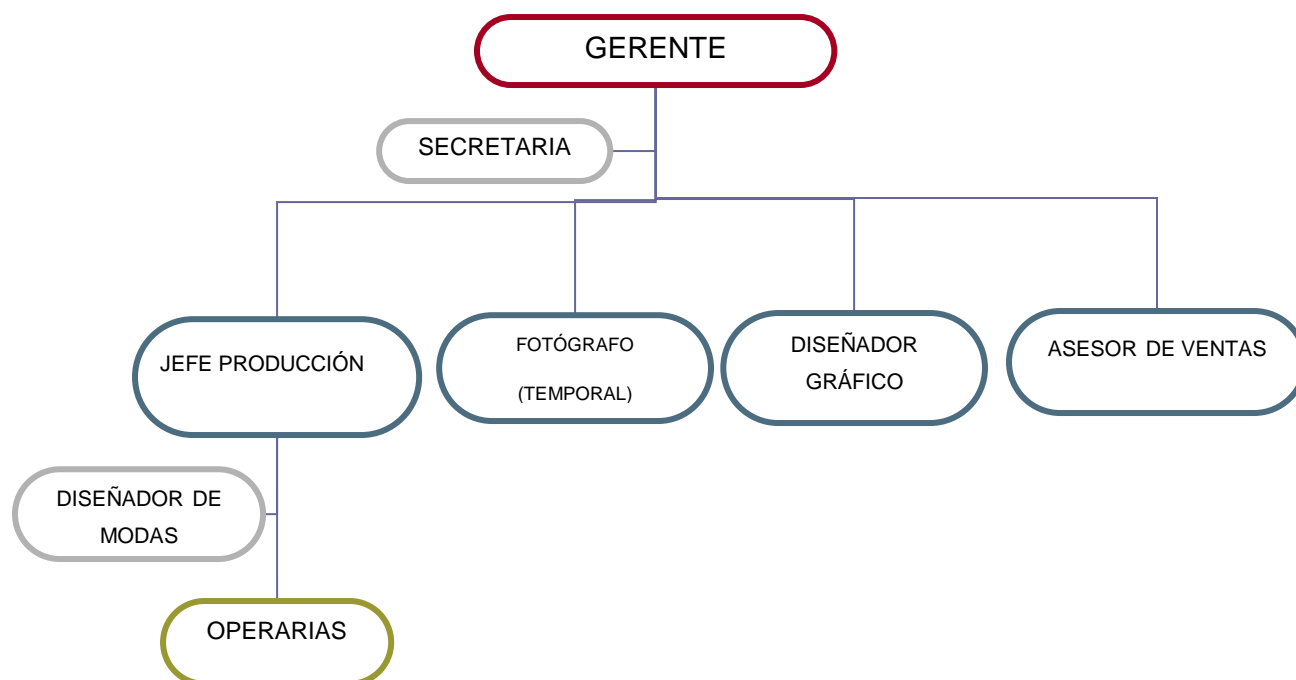 GERENTE
SECRETARIA
JEFE PRODUCCIÓN
FOTÓGRAFO
(TEMPORAL)
DISEÑADOR
GRÁFICO
ASESOR DE VENTAS
DISEÑADOR DE
MODAS
OPERARIAS